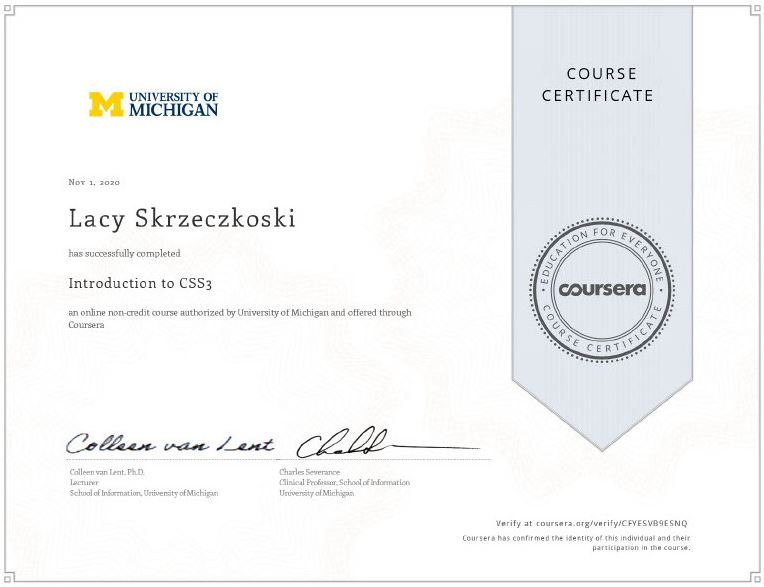 COURSE
CERTIFICATE
UNIVERSITY OF
MICHIGAN
Nov 1, 2020
Lacy Skrzeczkoski
has successfully completed
Introduction to CSS3
an online non-credit course authorized by University of Michigan and offered through
Coursera
EDUCATION FOR EVERYONE
coursera
COURSE CERTIFICATE
Colleen van Lent
Colleen van Lent, Ph.D.
Lecturer
School of Information, University of Michigan
Charles Severance
Clinical Professor, School of Information
University of Michigan
Verify at coursera.org/verify/CFYESVB9ESNQ
Coursera has confirmed the identity of this individual and their
participation in the course.